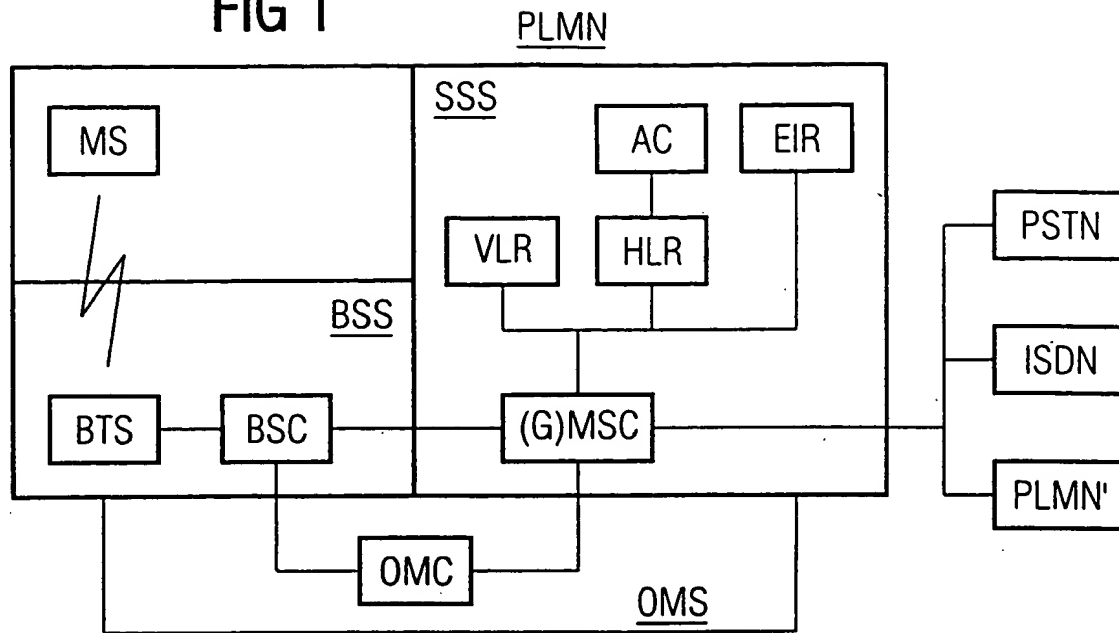 FIG 1
PLMN
SSS
MS
AC
EIR
VLR
HLR
PSTN
BSS
ISDN
BTS
BSC
(G)MSC
PLMN'
OMC
OMS